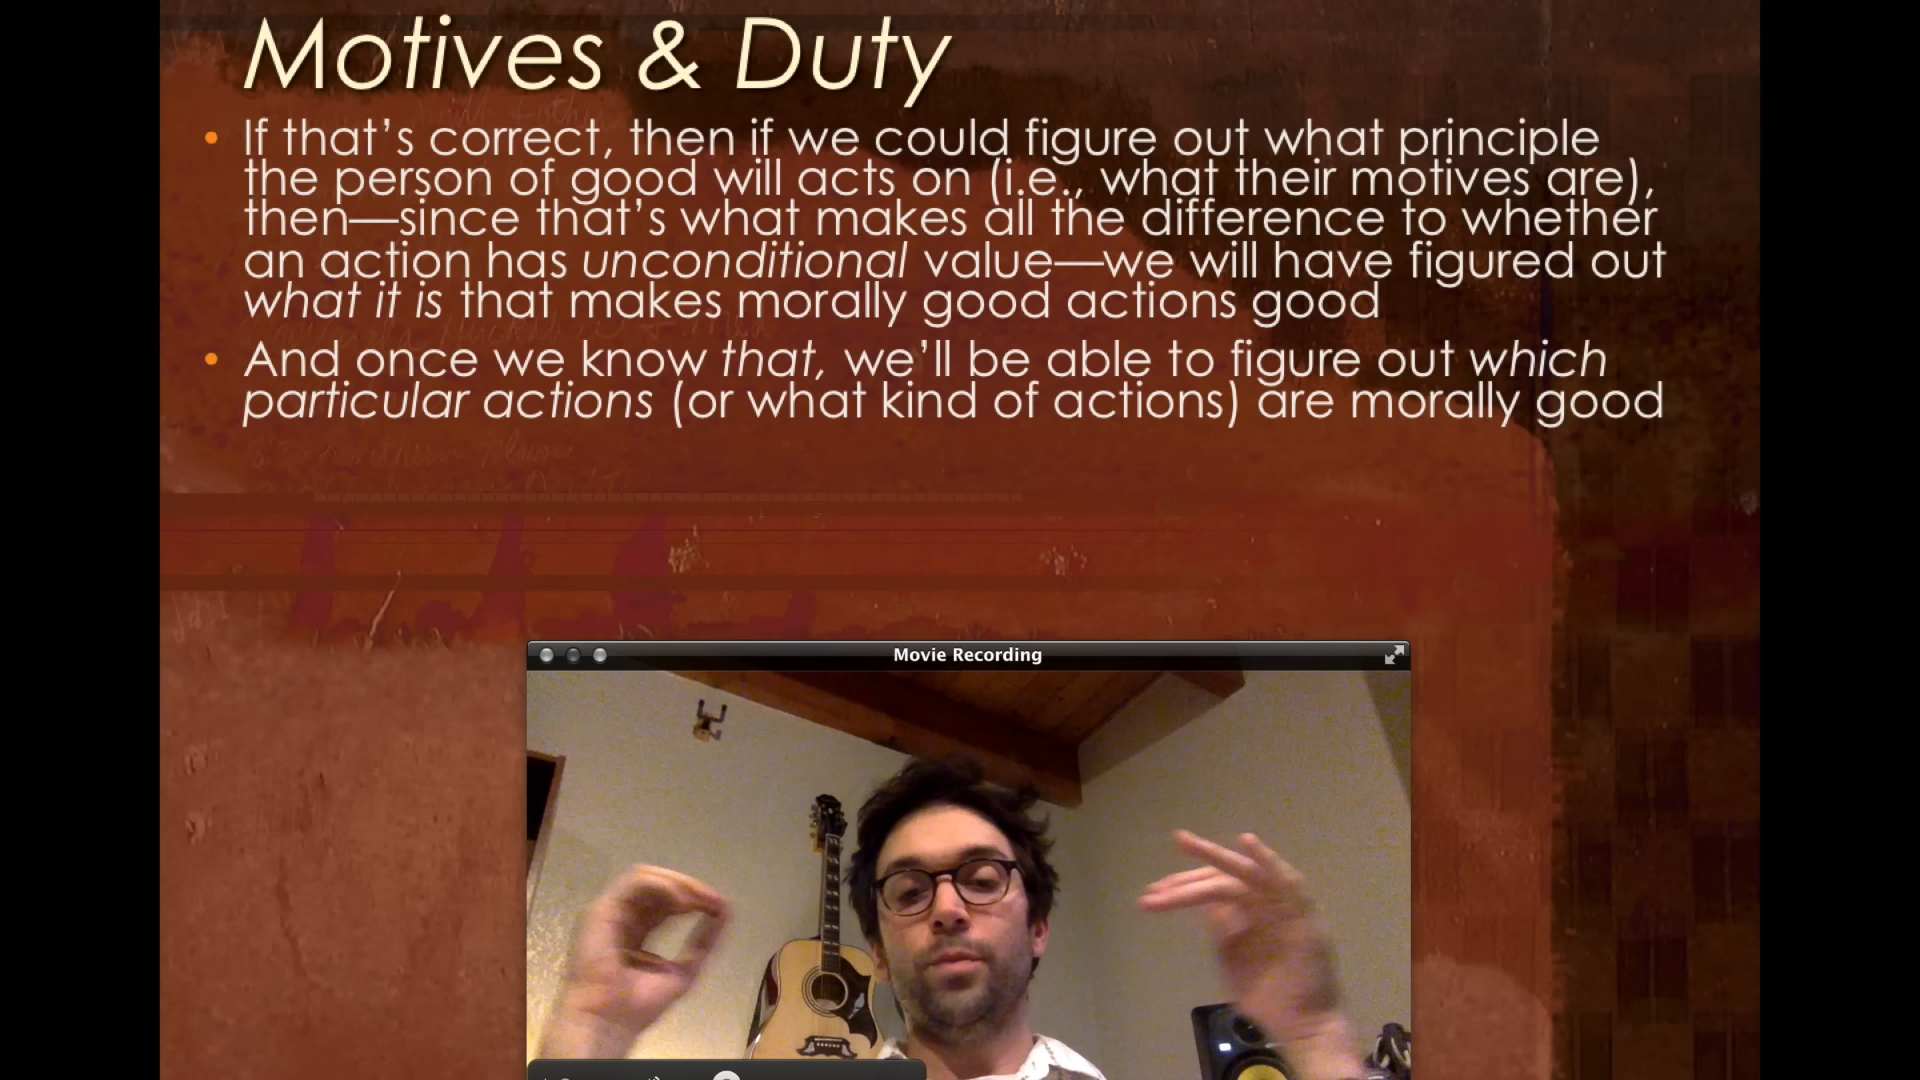 Motives & Duty
• If that’s correct, then if we could figure out what principle
the person of good will acts on (i.e., what their motives are),
then—since that’s what makes all the difference to whether
an action has unconditional value—we will have figured out
what it is that makes morally good actions good
• And once we know that, we’ll be able to figure out which
particular actions (or what kind of actions) are morally good
Movie Recording